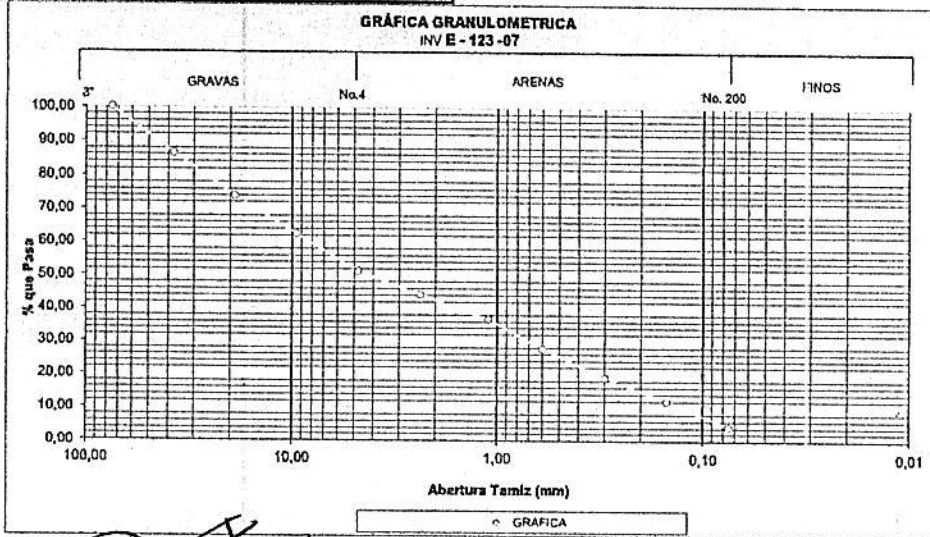 GRÁFICA GRANULOMETRICA
INV E - 123 -07
GRAVAS
ARENAS
FINOS
3"
No.4
No. 200
100,00
90,00
80,00
70,00
60,00
50,00
40,00
30,00
20,00
10,00
0,00
% que Pasa
100,00
10,00
1,00
0,10
0,01
Abertura Tamiz (mm)
GRAFICA